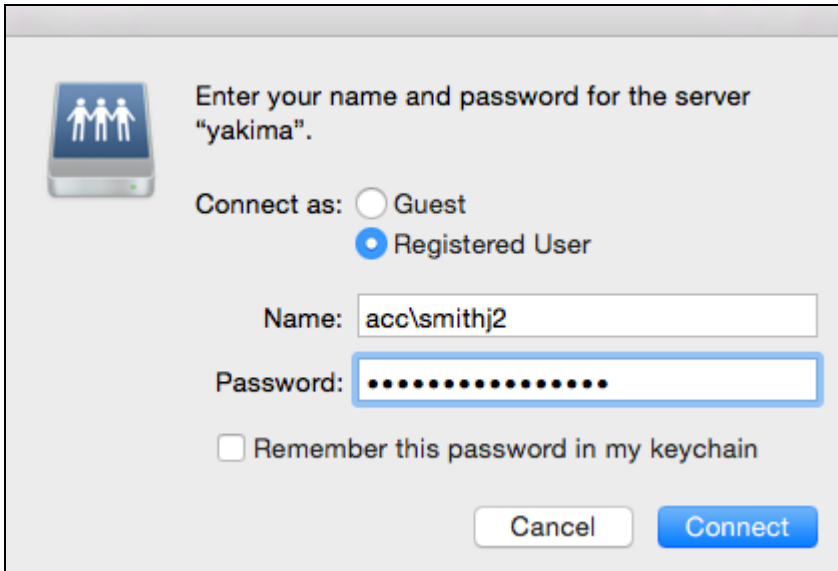 Enter your name and password for the server
“yakima”.
Connect as: Guest
Registered User
Name: acc\smithj2
Password: ••••••••••••••••
Remember this password in my keychain
Cancel Connect